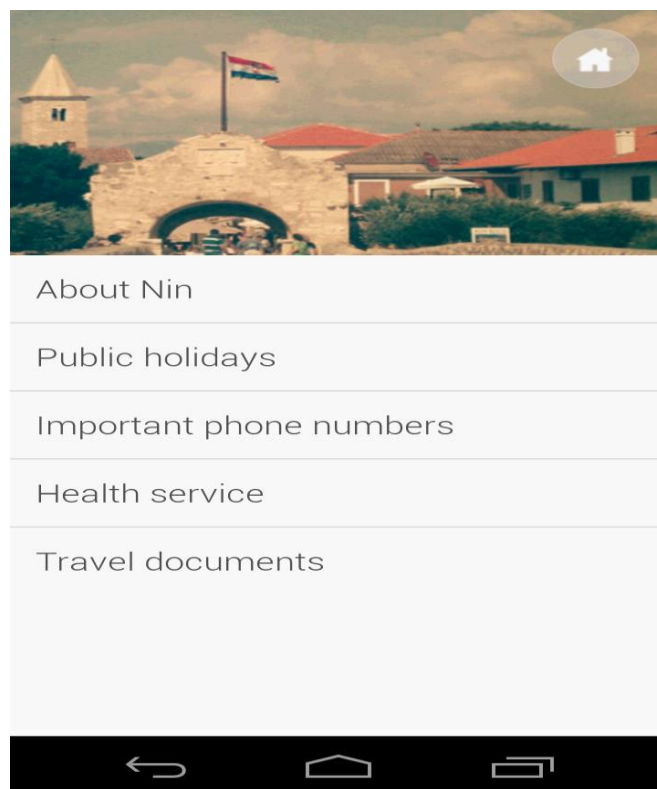 About Nin
Public holidays
Important phone numbers
Health service
Travel documents